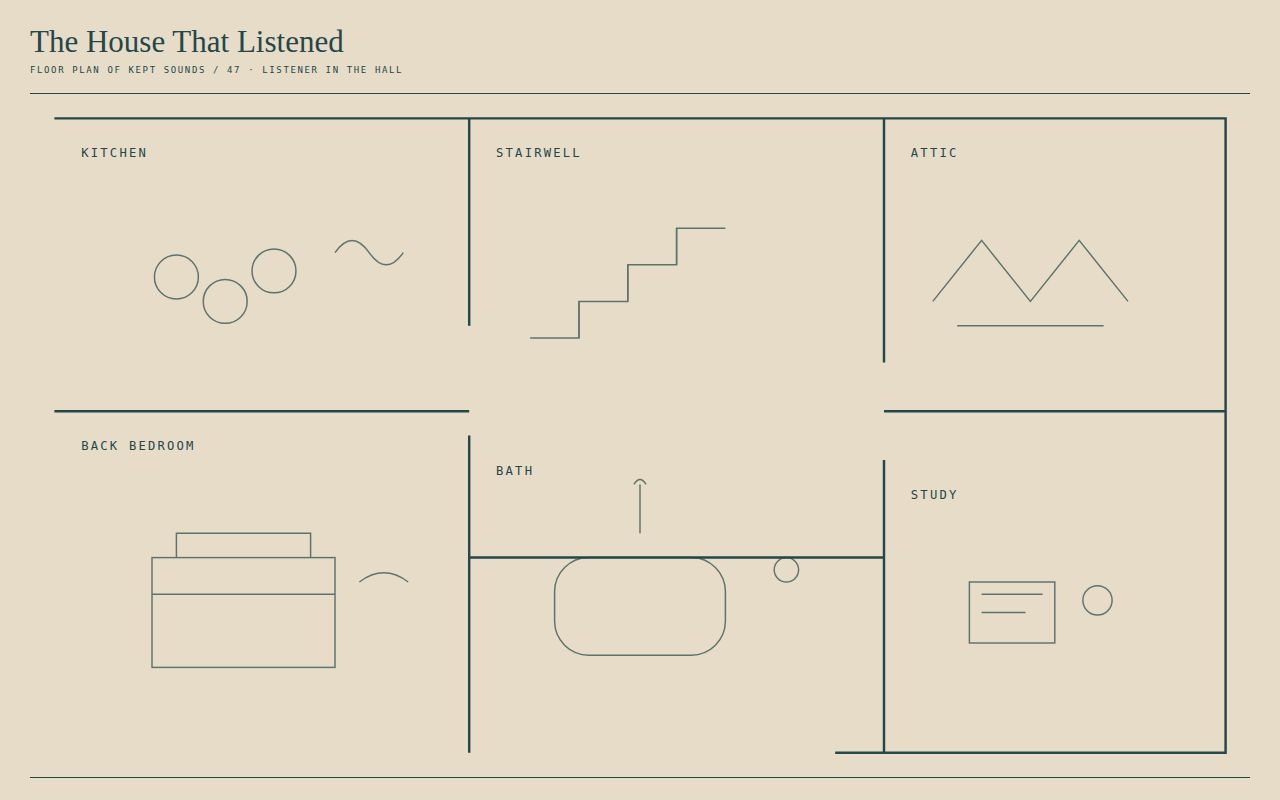 The House That Listened
FLOOR PLAN OF KEPT SOUNDS / 47 · LISTENER IN THE HALL
KITCHEN
STAIRWELL
ATTIC
BACK BEDROOM
BATH
STUDY